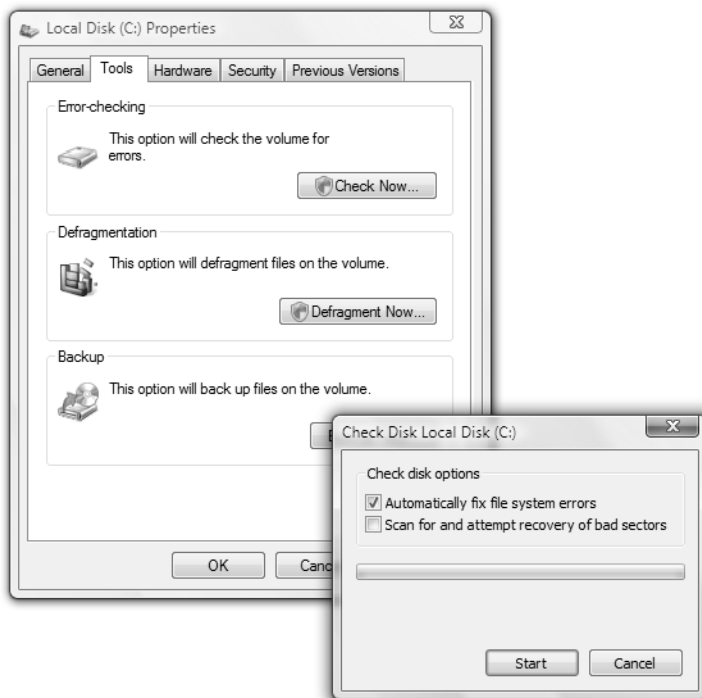 Local Disk (C:) Properties
General Tools Hardware Security Previous Versions
Error-checking
This option will check the volume for
errors.
Check Now...
Defragmentation
This option will defragment files on the volume.
Defragment Now...
Backup
This option will back up files on the volume.
OK
Check Disk Local Disk (C:)
Check disk options
Automatically fix file system errors
Scan for and attempt recovery of bad sectors
Start Cancel